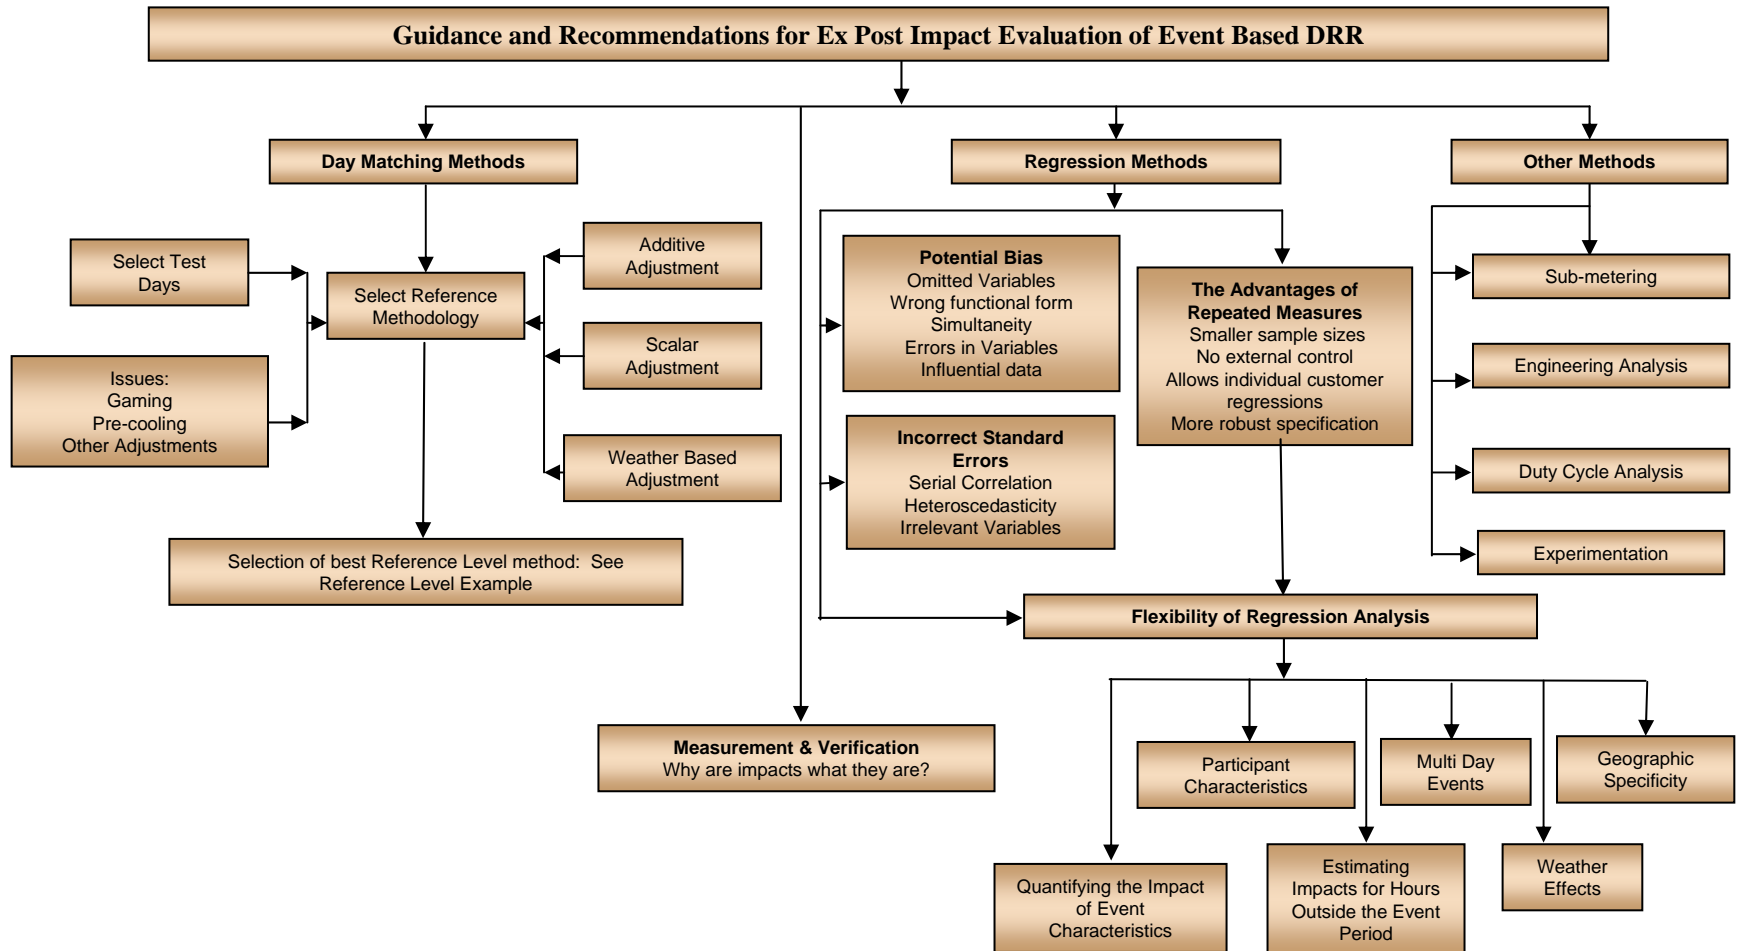 Guidance and Recommendations for Ex Post Impact Evaluation of Event Based DRR
Day Matching Methods
Regression Methods
Other Methods
Select Test
Days
Issues:
Gaming
Pre-cooling
Other Adjustments
Select Reference
Methodology
Additive
Adjustment
Scalar
Adjustment
Weather Based
Adjustment
Selection of best Reference Level method:  See
Reference Level Example
Measurement & Verification
Why are impacts what they are?
Potential Bias
Omitted Variables
Wrong functional form
Simultaneity
Errors in Variables
Influential data
Incorrect Standard
Errors
Serial Correlation
Heteroscedasticity
Irrelevant Variables
The Advantages of
Repeated Measures
Smaller sample sizes
No external control
Allows individual customer
regressions
More robust specification
Sub-metering
Engineering Analysis
Duty Cycle Analysis
Experimentation
Flexibility of Regression Analysis
Quantifying the Impact
of Event
Characteristics
Participant
Characteristics
Estimating
Impacts for Hours
Outside the Event
Period
Multi Day
Events
Weather
Effects
Geographic
Specificity